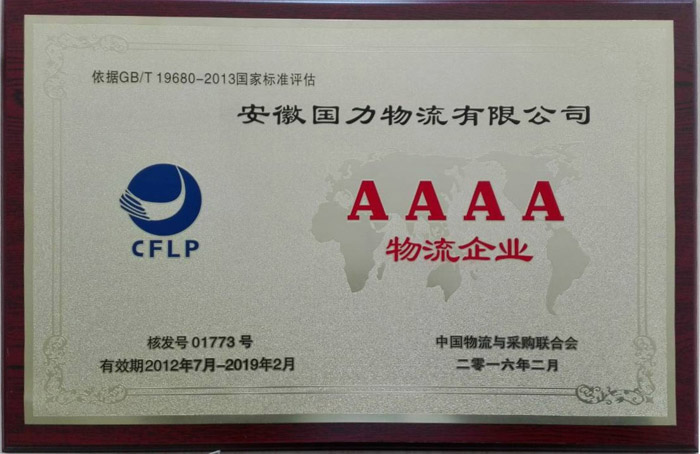 依据GB/T 19680-2013国家标准评估
安徽国力物流有限公司
CFLP
AAAA
物流企业
核发号 01773 号
有效期2012年7月-2019年2月
中国物流与采购联合会
二零一六年二月